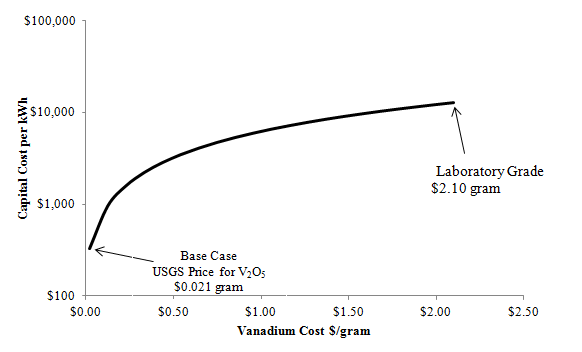 $100,000
$10,000
$1,000
$100
Capital Cost per kWh
Laboratory Grade
$2.10 gram
Base Case
USGS Price for V₂O₅
$0.021 gram
$0.00 $0.50 $1.00 $1.50 $2.00 $2.50
Vanadium Cost $/gram